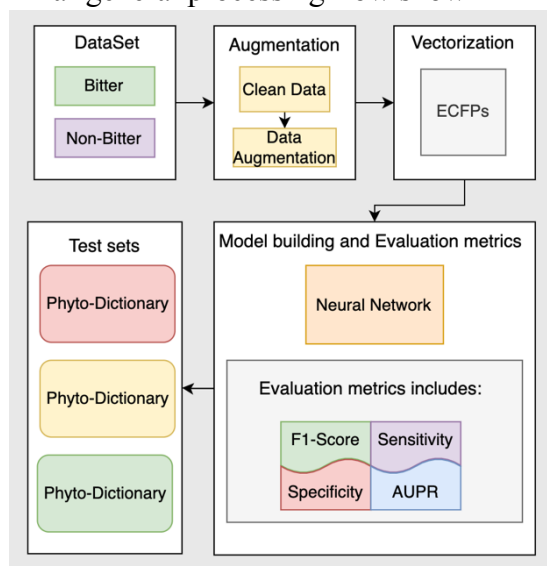 DataSet
Bitter
Non-Bitter
Augmentation
Clean Data
Data
Augmentation
Vectorization
ECFPs
Model building and Evaluation metrics
Neural Network
Evaluation metrics includes:
F1-Score
Sensitivity
Specificity
AUPR
Test sets
Phyto-Dictionary
Phyto-Dictionary
Phyto-Dictionary